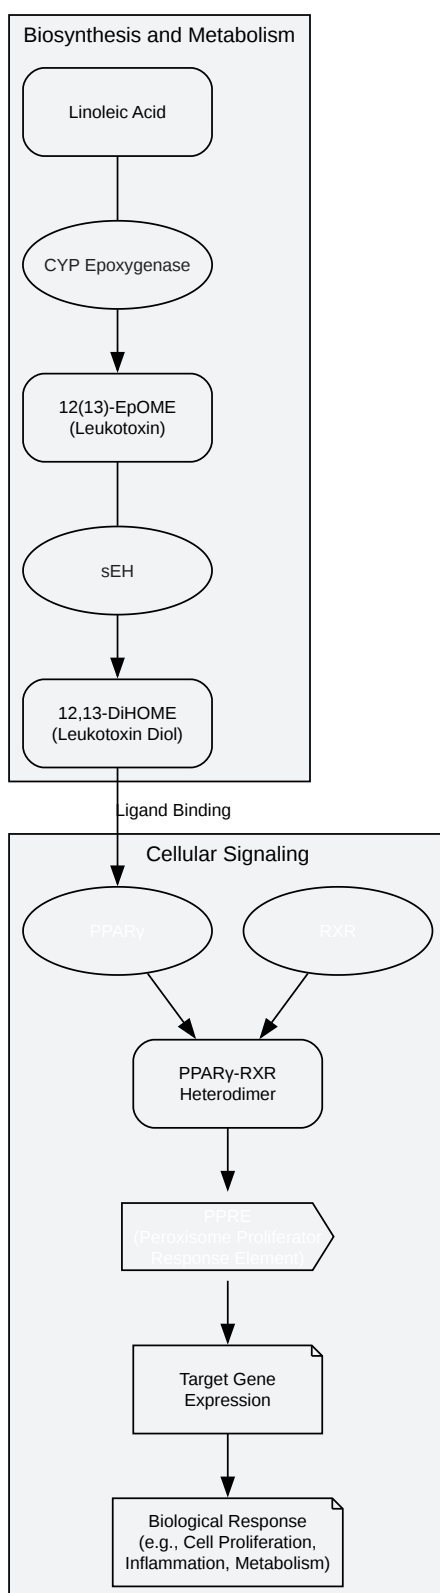 Biosynthesis and Metabolism
Linoleic Acid
CYP Epoxygenase
12(13)-EpOME
(Leukotoxin)
sEH
12,13-DiHOME
(Leukotoxin Diol)
Ligand Binding
Cellular Signaling
PPARγ
RXR
PPARγ-RXR
Heterodimer
PPRE
(Peroxisome Proliferator
Response Element)
Target Gene
Expression
Biological Response
(e.g., Cell Proliferation,
Inflammation, Metabolism)